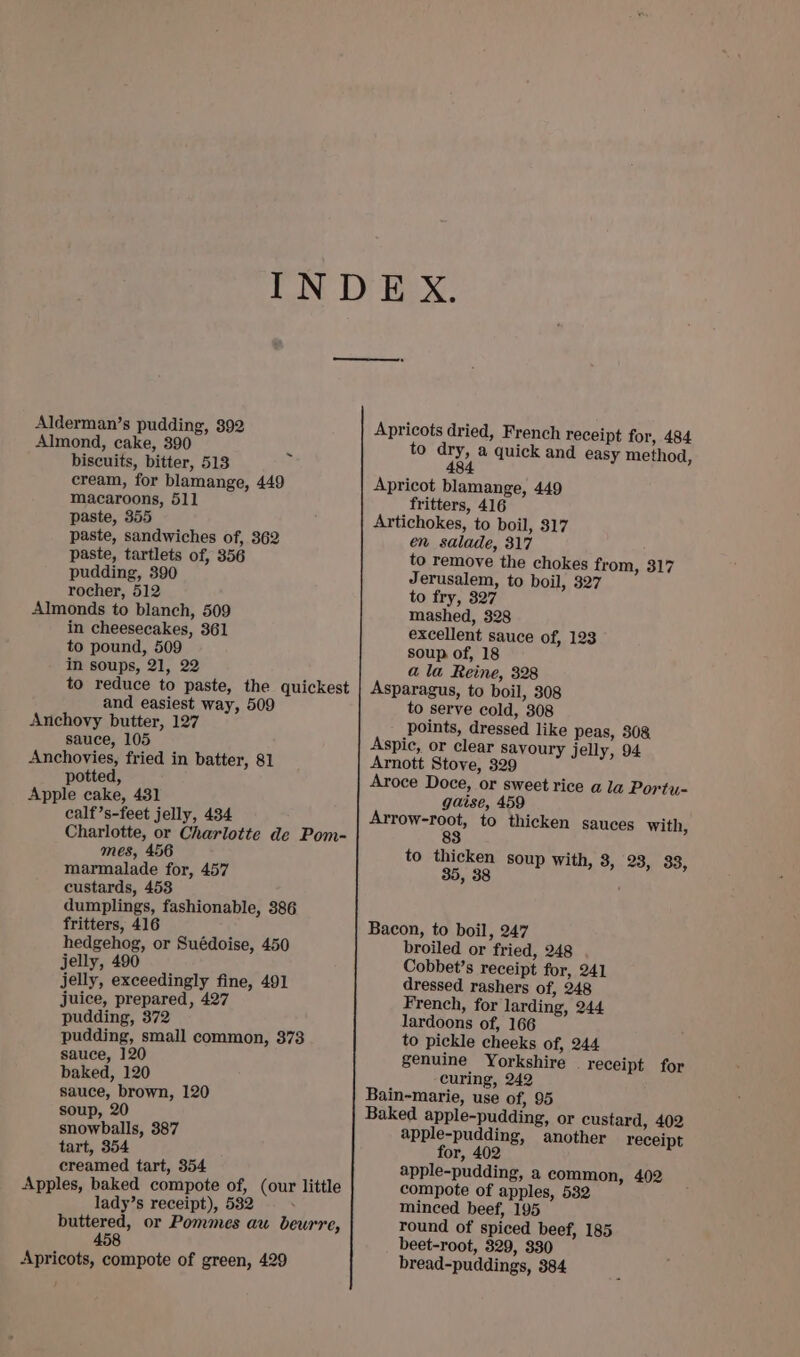 INDEX.
Alderman’s pudding, 392
Almond, cake, 390
biscuits, bitter, 513
cream, for blamange, 449
macaroons, 511
paste, 355
paste, sandwiches of, 362
paste, tartlets of, 356
pudding, 390
rocher, 512
Almonds to blanch, 509
in cheesecakes, 361
to pound, 509
in soups, 21, 22
to reduce to paste, the quickest
and easiest way, 509
Anchovy butter, 127
sauce, 105
Anchovies, fried in batter, 81
potted,
Apple cake, 431
calf’s-feet jelly, 434
Charlotte, or Charlotte de Pom-
mes, 456
marmalade for, 457
custards, 453
dumplings, fashionable, 386
fritters, 416
hedgehog, or Suédoise, 450
jelly, 490
jelly, exceedingly fine, 491
juice, prepared, 427
pudding, 372
pudding, small common, 373
sauce, 120
baked, 120
sauce, brown, 120
soup, 20
snowballs, 387
tart, 354
creamed tart, 354
Apples, baked compote of, (our little
lady’s receipt), 532
buttered, or Pommes au beurre,
458
Apricots, compote of green, 429
Apricots dried, French receipt for, 484
to dry, a quick and easy method,
484
Apricot blamange, 449
fritters, 416
Artichokes, to boil, 317
en salade, 317
to remove the chokes from, 317
Jerusalem, to boil, 327
to fry, 327
mashed, 328
excellent sauce of, 123
soup of, 18
a la Reine, 328
Asparagus, to boil, 308
to serve cold, 308
points, dressed like peas, 308
Aspic, or clear savoury jelly, 94
Arnott Stove, 329
Aroce Doce, or sweet rice a la Portu-
gaise, 459
Arrow-root, to thicken sauces with,
83
to thicken soup with, 3, 23, 33,
35, 38
Bacon, to boil, 247
broiled or fried, 248
Cobbet’s receipt for, 241
dressed rashers of, 248
French, for larding, 244
lardoons of, 166
to pickle cheeks of, 244
genuine Yorkshire receipt for
curing, 242
Bain-marie, use of, 95
Baked apple-pudding, or custard, 402
apple-pudding, another receipt
for, 402
apple-pudding, a common, 402
compote of apples, 532
minced beef, 195
round of spiced beef, 185
beet-root, 329, 330
bread-puddings, 384